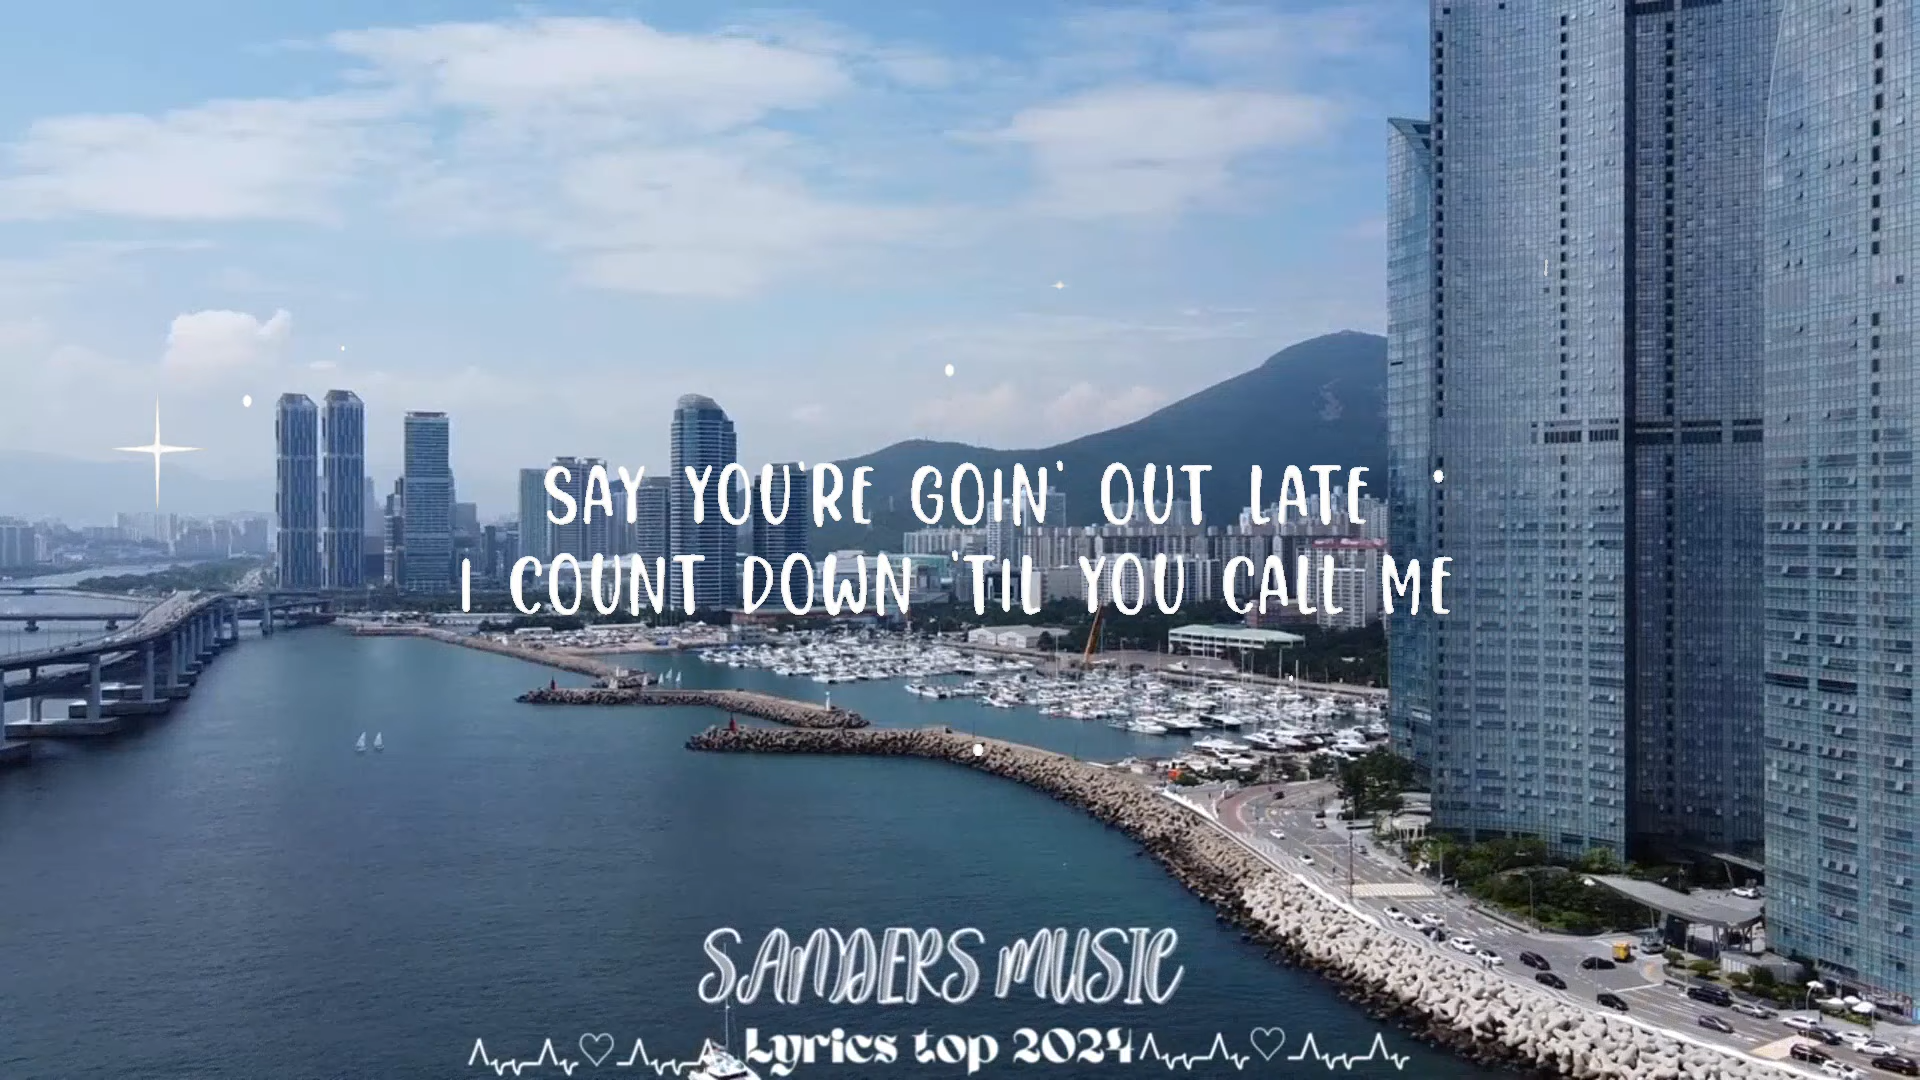 SAY YOU'RE GOIN' OUT LATE
I COUNT DOWN 'TIL YOU CALL ME
SANDERS MUSIC
Lyrics top 2024